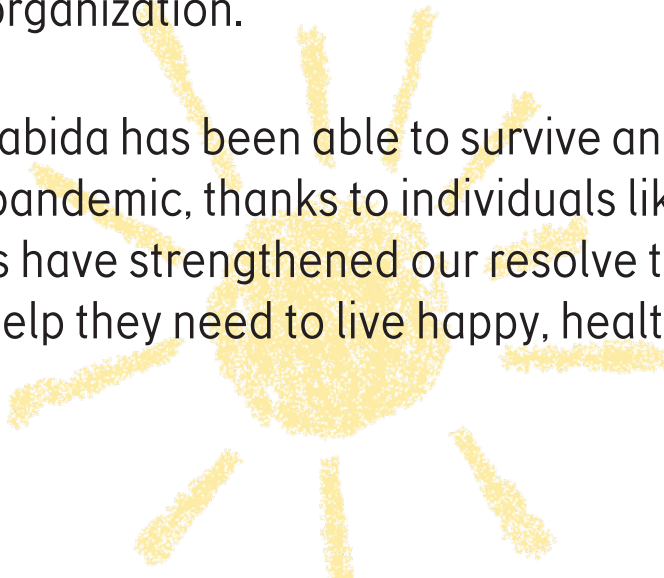 organization.
abida has been able to survive an
pandemic, thanks to individuals lik
s have strengthened our resolve t
elp they need to live happy, healt